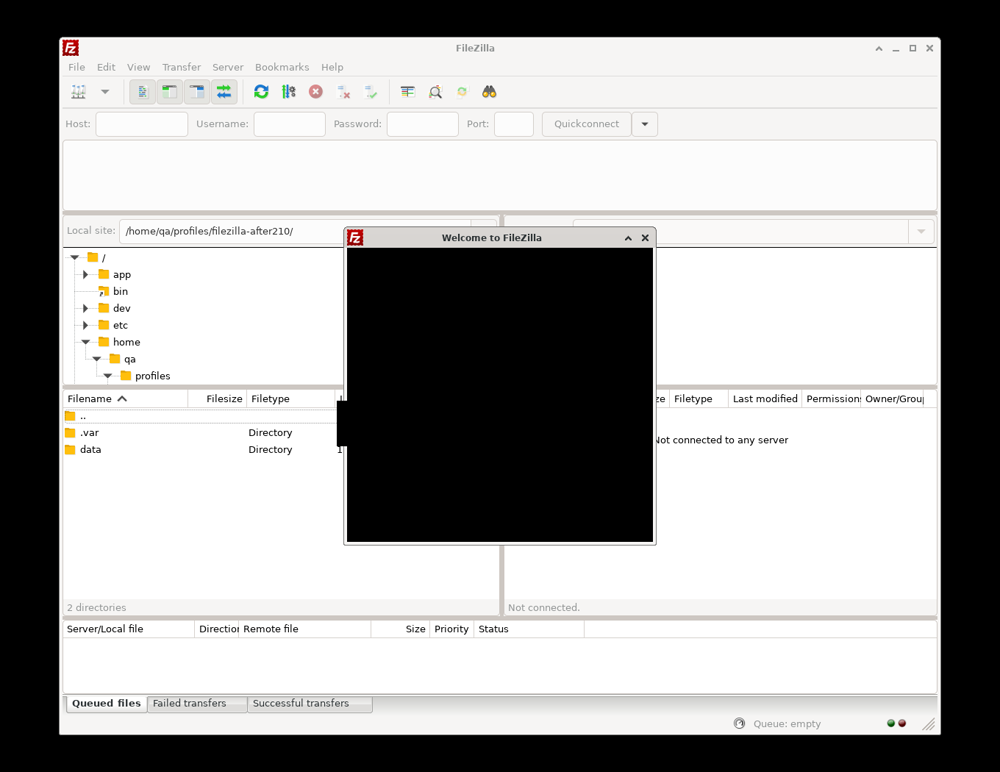 FileZilla
File Edit View Transfer Server Bookmarks Help
Host: Username: Password: Port: Quickconnect
Local site: /home/qa/profiles/filezilla-after210/
Welcome to FileZilla
/
app
bin
dev
etc
home
qa
profiles
Filename Filesize Filetype
Filetype Last modified Permissions Owner/Group
..
.var Directory
data Directory 1
Not connected to any server
2 directories
Not connected.
Server/Local file Direction Remote file Size Priority Status
Queued files Failed transfers Successful transfers
Queue: empty